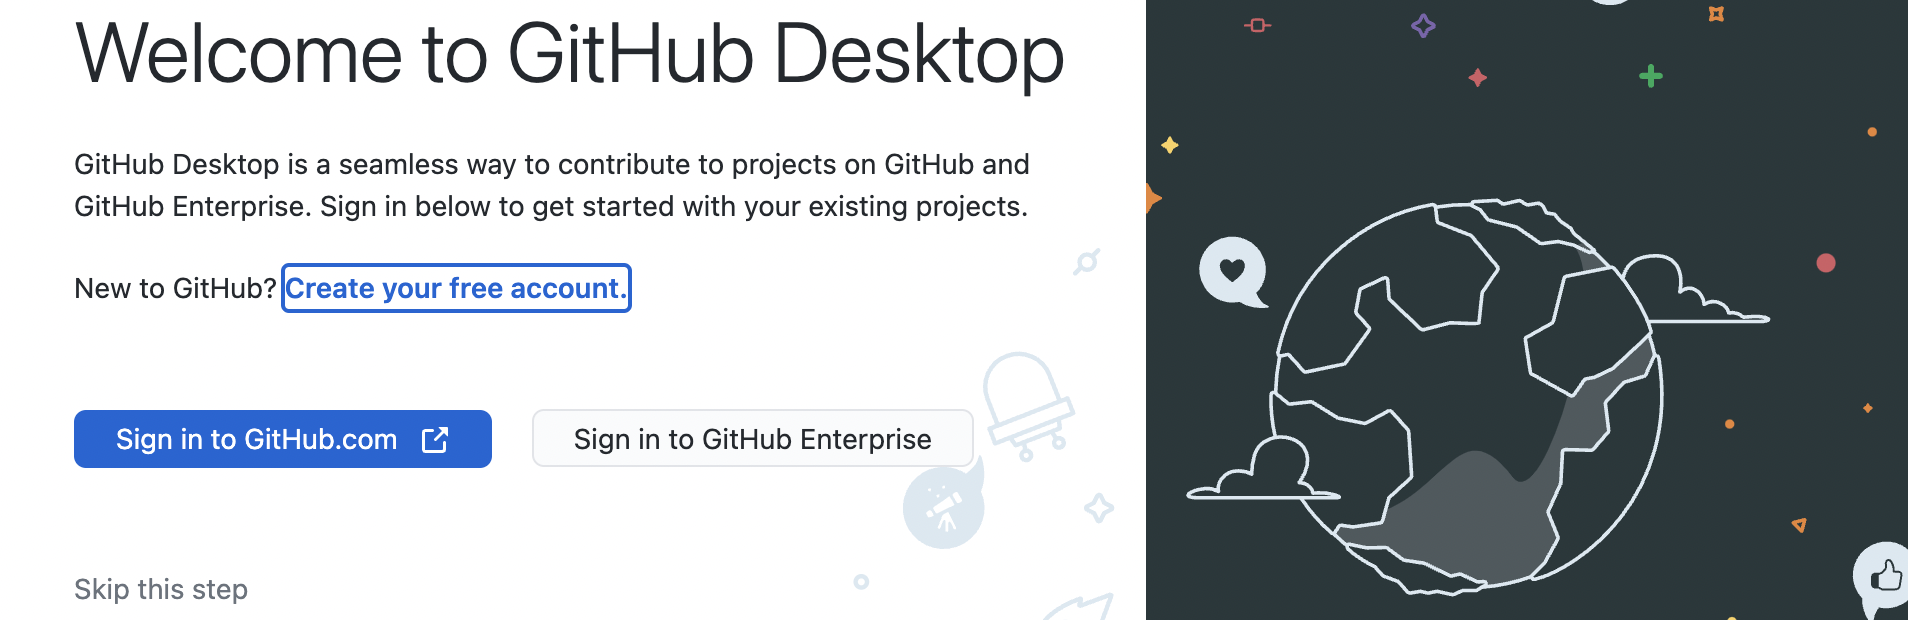 Welcome to GitHub Desktop
GitHub Desktop is a seamless way to contribute to projects on GitHub and
GitHub Enterprise. Sign in below to get started with your existing projects.
New to GitHub? Create your free account.
Sign in to GitHub.com
Sign in to GitHub Enterprise
Skip this step